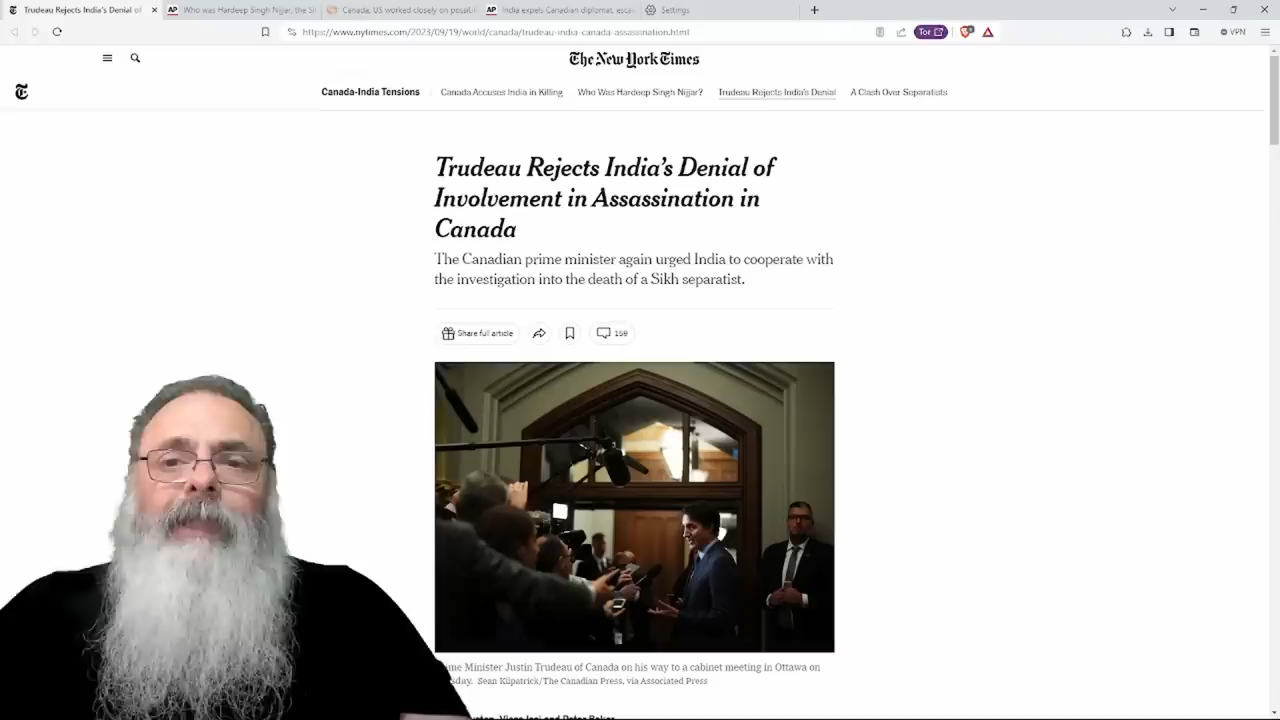 Trudeau Rejects India's Denial of
Who was Hardeep Singh Nijjar, the Si
Canada, US worked closely on possibl
India expels Canadian diplomat, esca
Settings
https://www.nytimes.com/2023/09/19/world/canada/trudeau-india-canada-assassination.html
Tor
VPN
The New York Times
Canada-India Tensions
Canada Accuses India in Killing
Who Was Hardeep Singh Nijjar?
Trudeau Rejects India's Denial
A Clash Over Separatists
Trudeau Rejects India's Denial of
Involvement in Assassination in
Canada
The Canadian prime minister again urged India to cooperate with
the investigation into the death of a Sikh separatist.
Share full article
159
Minister Justin Trudeau of Canada on his way to a cabinet meeting in Ottawa on
Sean Kilpatrick/The Canadian Press, via Associated Press